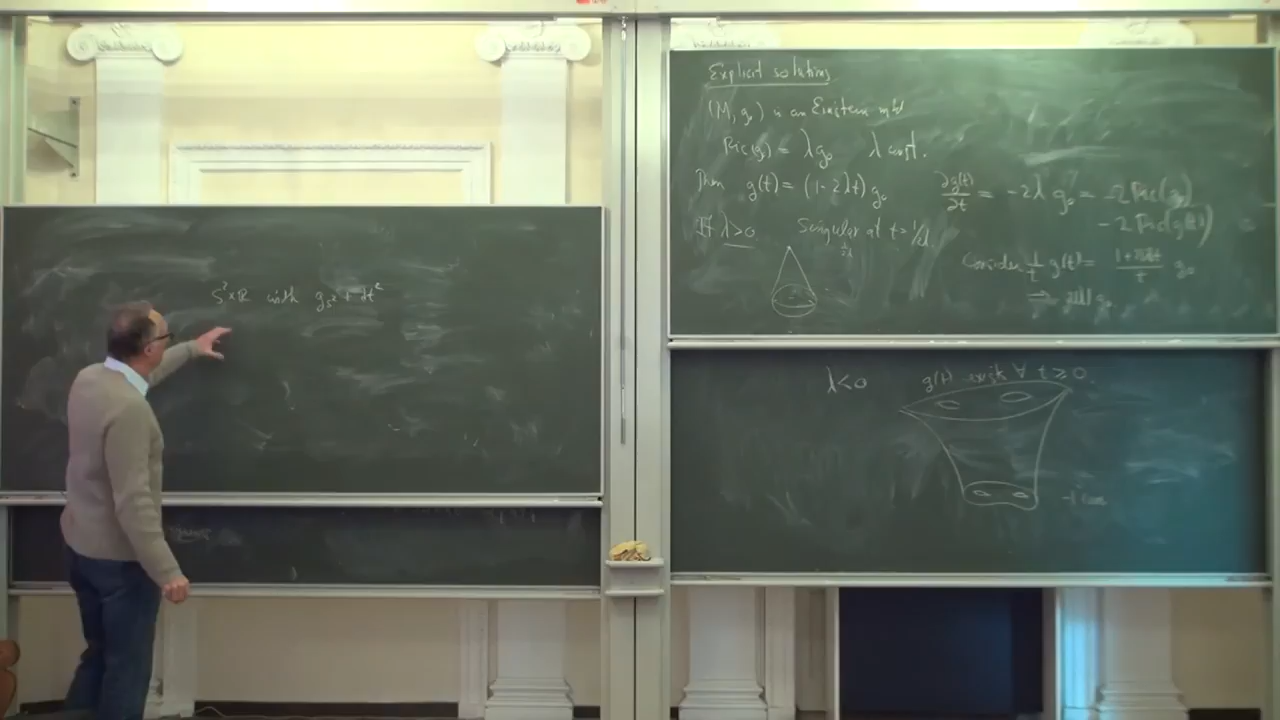 S² × ℝ with g_{S²} + dt²
Explicit solutions
(M, g₀) is an Einstein mfd
Ric(g₀) = λg₀ λ const.
Then g(t) = (1-2λt) g₀ ∂g(t)/∂t = -2λ g₀ = -2 Ric(g₀)
-2 Ric(g(t))
If λ>0 Singular at t = 1/2λ
1/2λ
Consider 1/t g(t) =
⇒ g₀
λ<0 g(t) exists ∀ t ≥ 0.